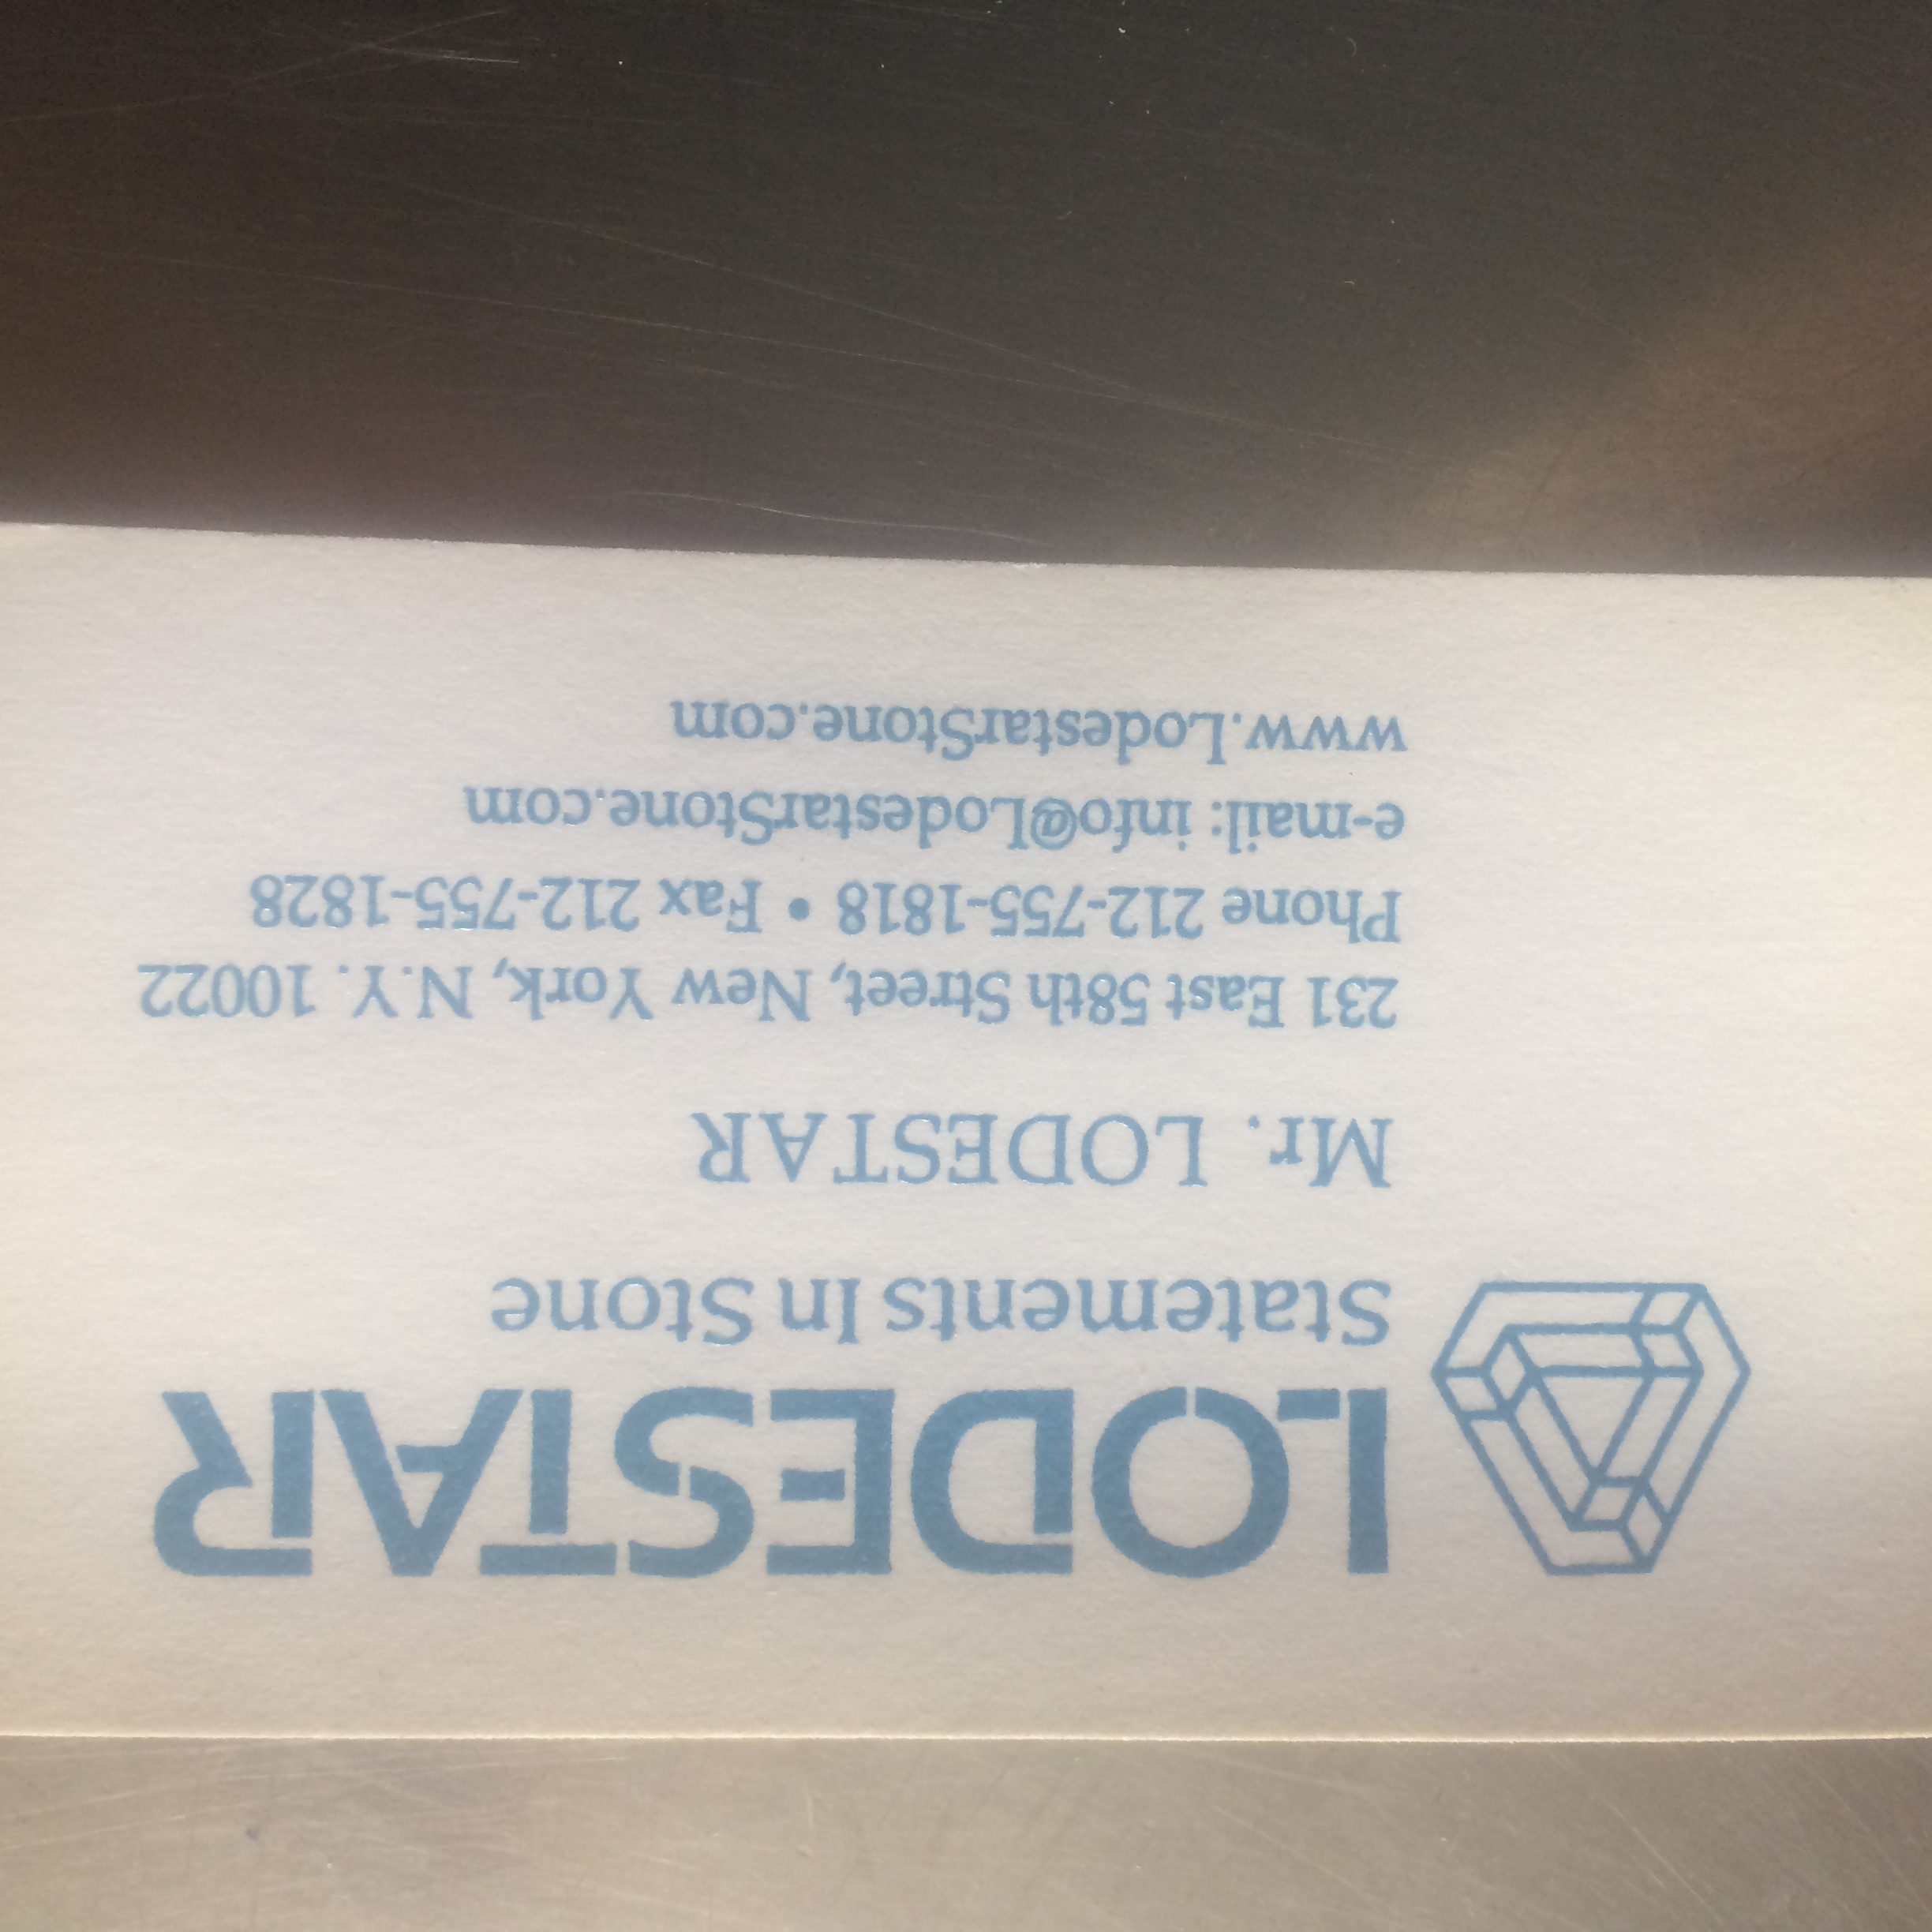 LODESTAR
Statements In Stone
Mr. LODESTAR
231 East 58th Street, New York, N.Y. 10022
Phone 212-755-1818 • Fax 212-755-1828
e-mail: info@LodestarStone.com
www.LodestarStone.com